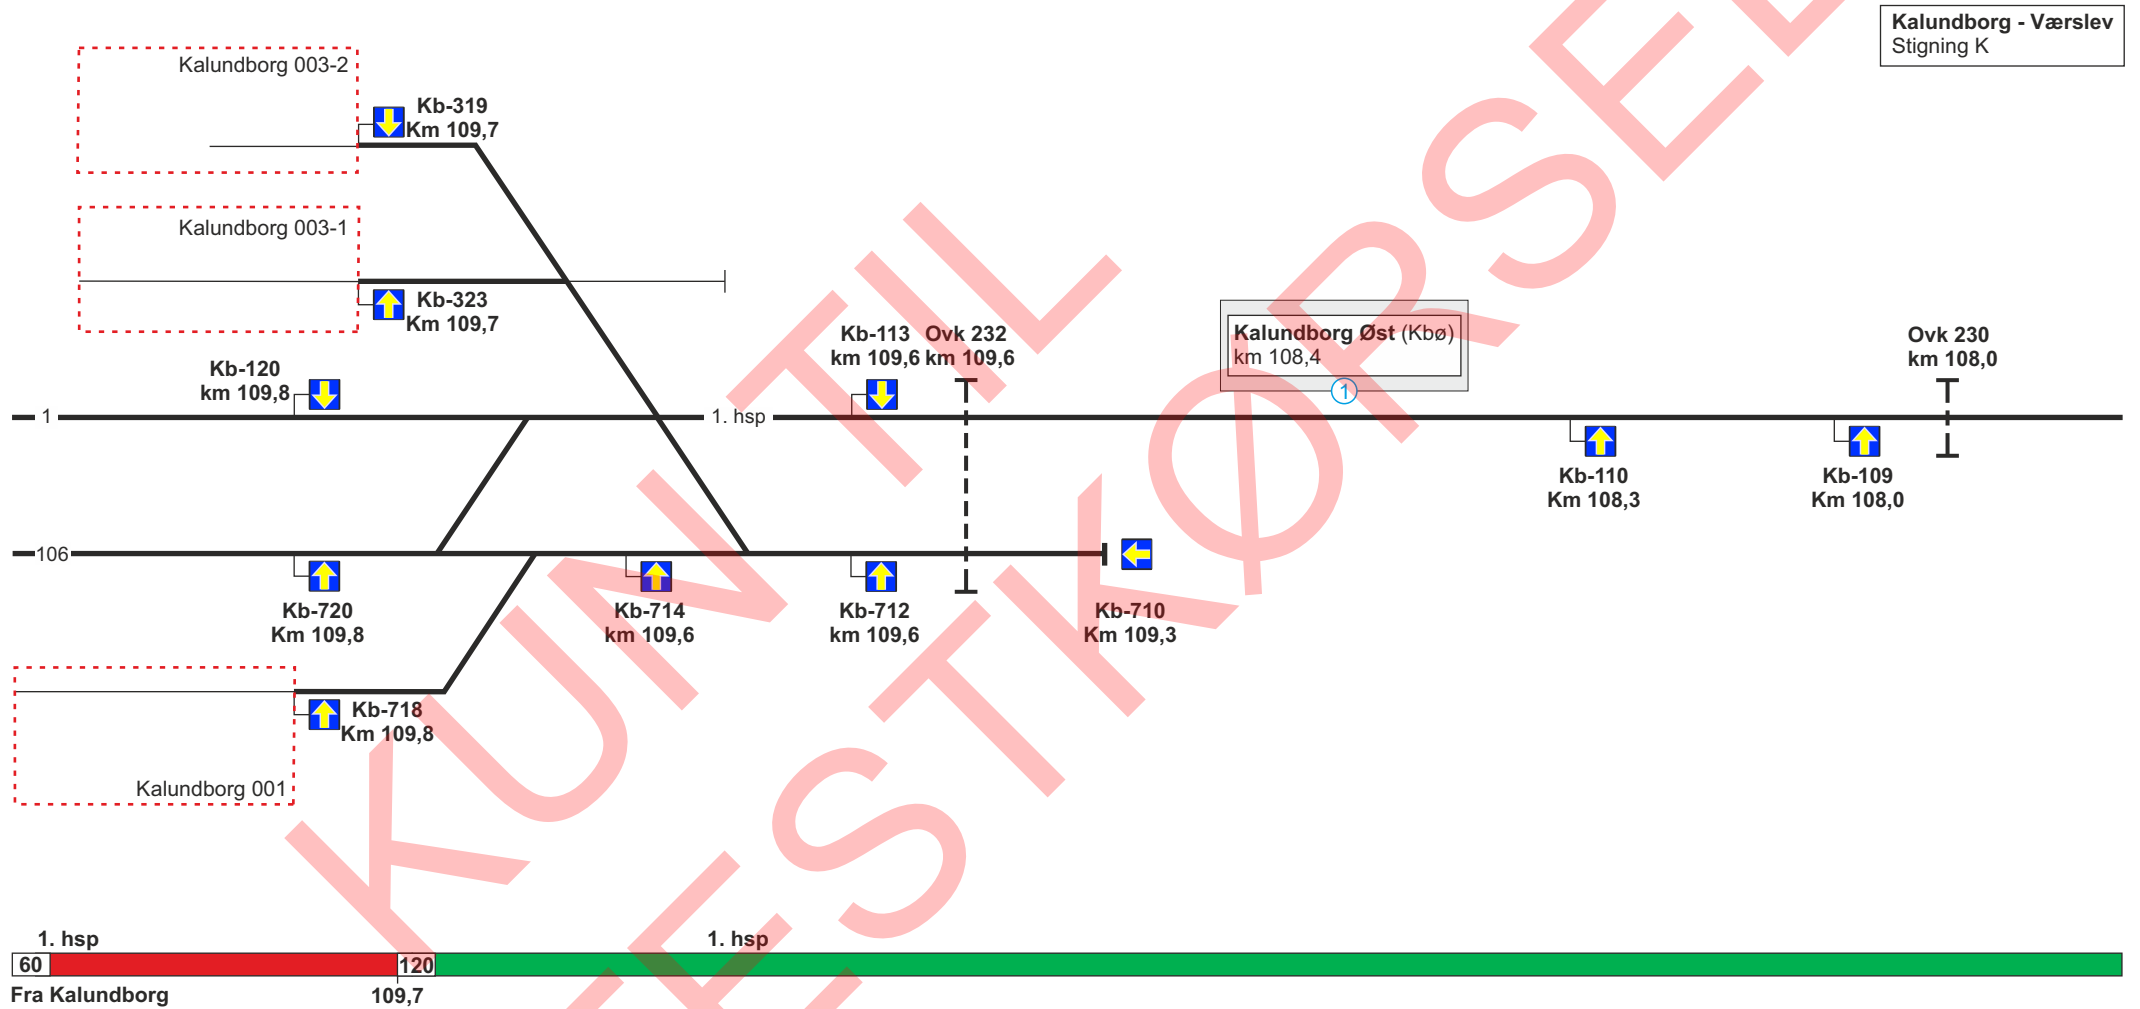 Kalundborg - Værslev
Stigning K
Kalundborg 003-2
Kb-319
Km 109,7
Kalundborg 003-1
Kb-323
Km 109,7
Kb-120
km 109,8
Kb-113
km 109,6
Ovk 232
km 109,6
Kalundborg Øst (Kbø)
km 108,4
1
Ovk 230
km 108,0
1
1. hsp
Kb-110
Km 108,3
Kb-109
Km 108,0
106
Kb-720
Km 109,8
Kb-714
km 109,6
Kb-712
km 109,6
Kb-710
Km 109,3
Kb-718
Km 109,8
Kalundborg 001
1. hsp
1. hsp
60
120
Fra Kalundborg
109,7
KUN TIL
ESTKØRSEL